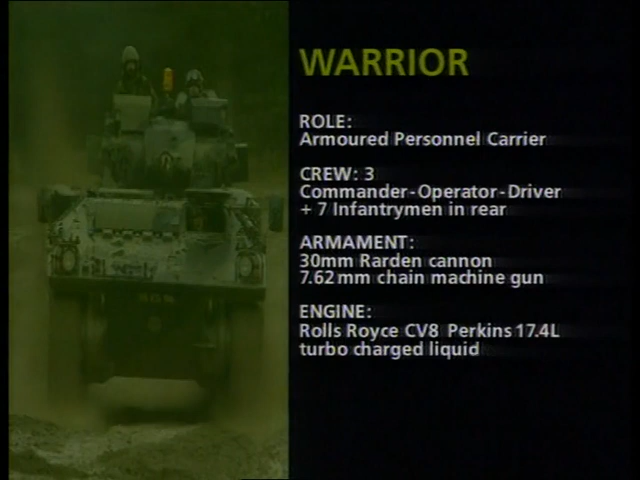 WARRIOR
ROLE:
Armoured Personnel Carrier
CREW: 3
Commander-Operator-Driver
+ 7 Infantrymen in rear
ARMAMENT:
30mm Rarden cannon
7.62mm chain machine gun
ENGINE:
Rolls Royce CV8 Perkins 17.4L
turbo charged liquid